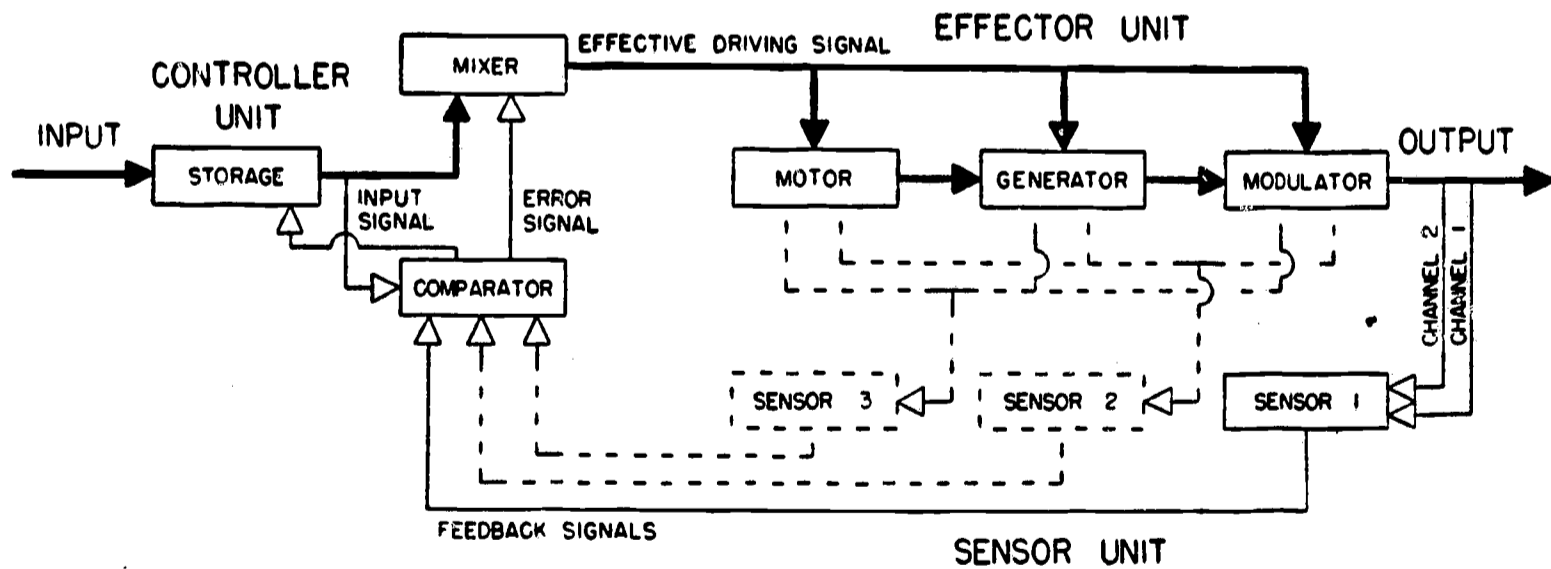 EFFECTOR UNIT
EFFECTIVE DRIVING SIGNAL
MIXER
CONTROLLER
UNIT
INPUT
STORAGE
INPUT
SIGNAL
ERROR
SIGNAL
COMPARATOR
MOTOR
GENERATOR
MODULATOR
OUTPUT
CHANNEL 2
CHANNEL 1
SENSOR 3
SENSOR 2
SENSOR 1
FEEDBACK SIGNALS
SENSOR UNIT